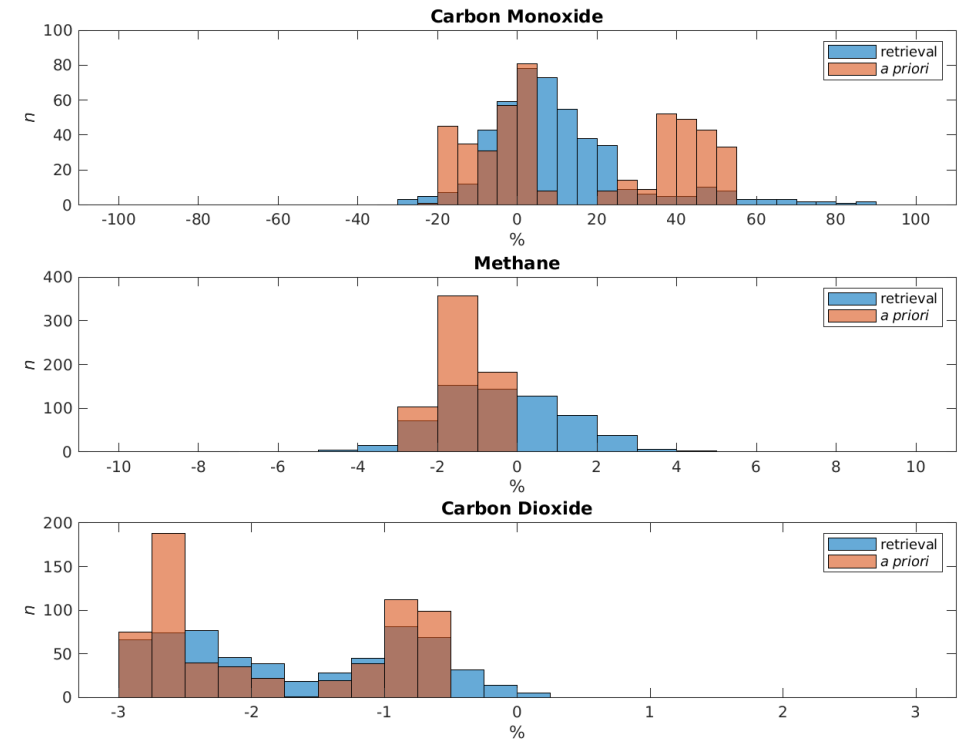 Carbon Monoxide
100
80
60
40
20
0
n
retrieval
a priori
-100 -80 -60 -40 -20 0 20 40 60 80 100
%
Methane
400
300
200
100
0
n
retrieval
a priori
-10 -8 -6 -4 -2 0 2 4 6 8 10
%
Carbon Dioxide
200
150
100
50
0
n
retrieval
a priori
-3 -2 -1 0 1 2 3
%